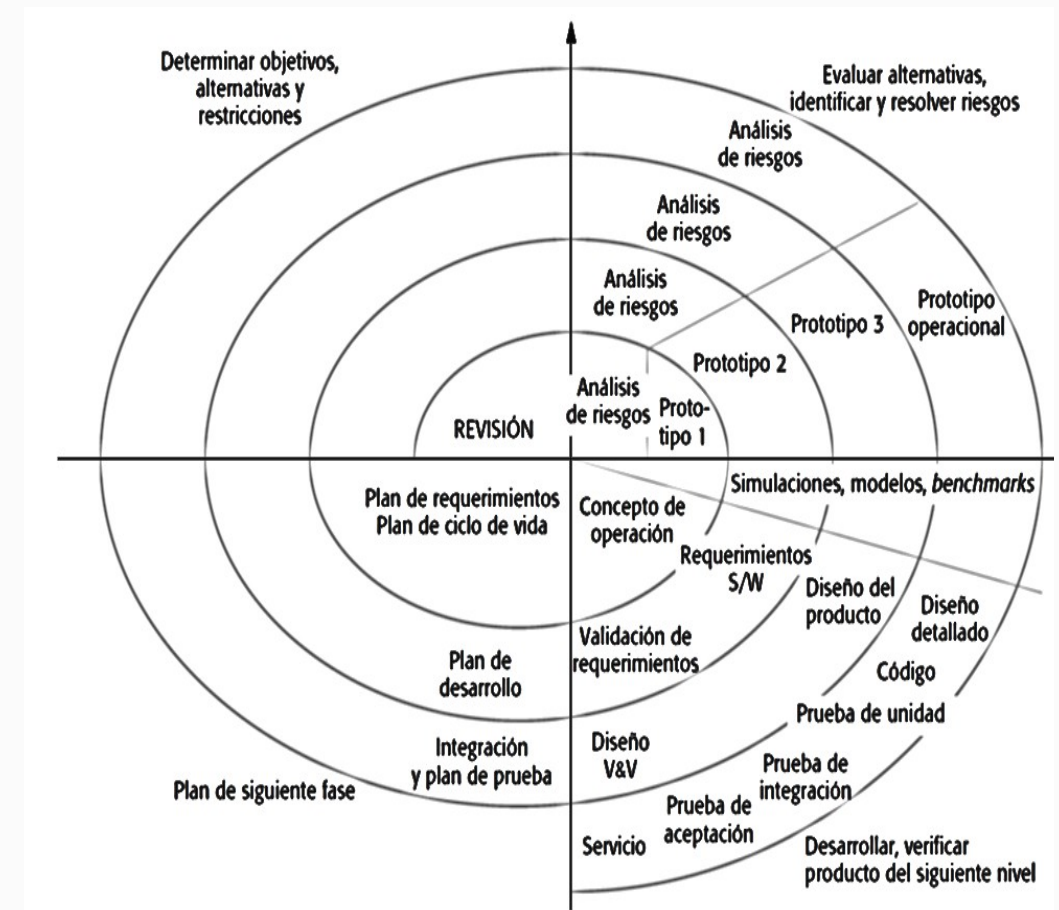 Determinar objetivos,
alternativas y
restricciones
Evaluar alternativas,
identificar y resolver riesgos
Análisis
de riesgos
Análisis
de riesgos
Análisis
de riesgos
Prototipo
operacional
Prototipo 3
Prototipo 2
Análisis
de riesgos
Proto-
tipo 1
REVISIÓN
Simulaciones, modelos, benchmarks
Plan de requerimientos
Plan de ciclo de vida
Concepto de
operación
Requerimientos
S/W
Diseño del
producto
Diseño
detallado
Validación de
requerimientos
Plan de
desarrollo
Código
Prueba de unidad
Integración
y plan de prueba
Diseño
V&V
Prueba de
integración
Plan de siguiente fase
Prueba de
aceptación
Servicio
Desarrollar, verificar
producto del siguiente nivel